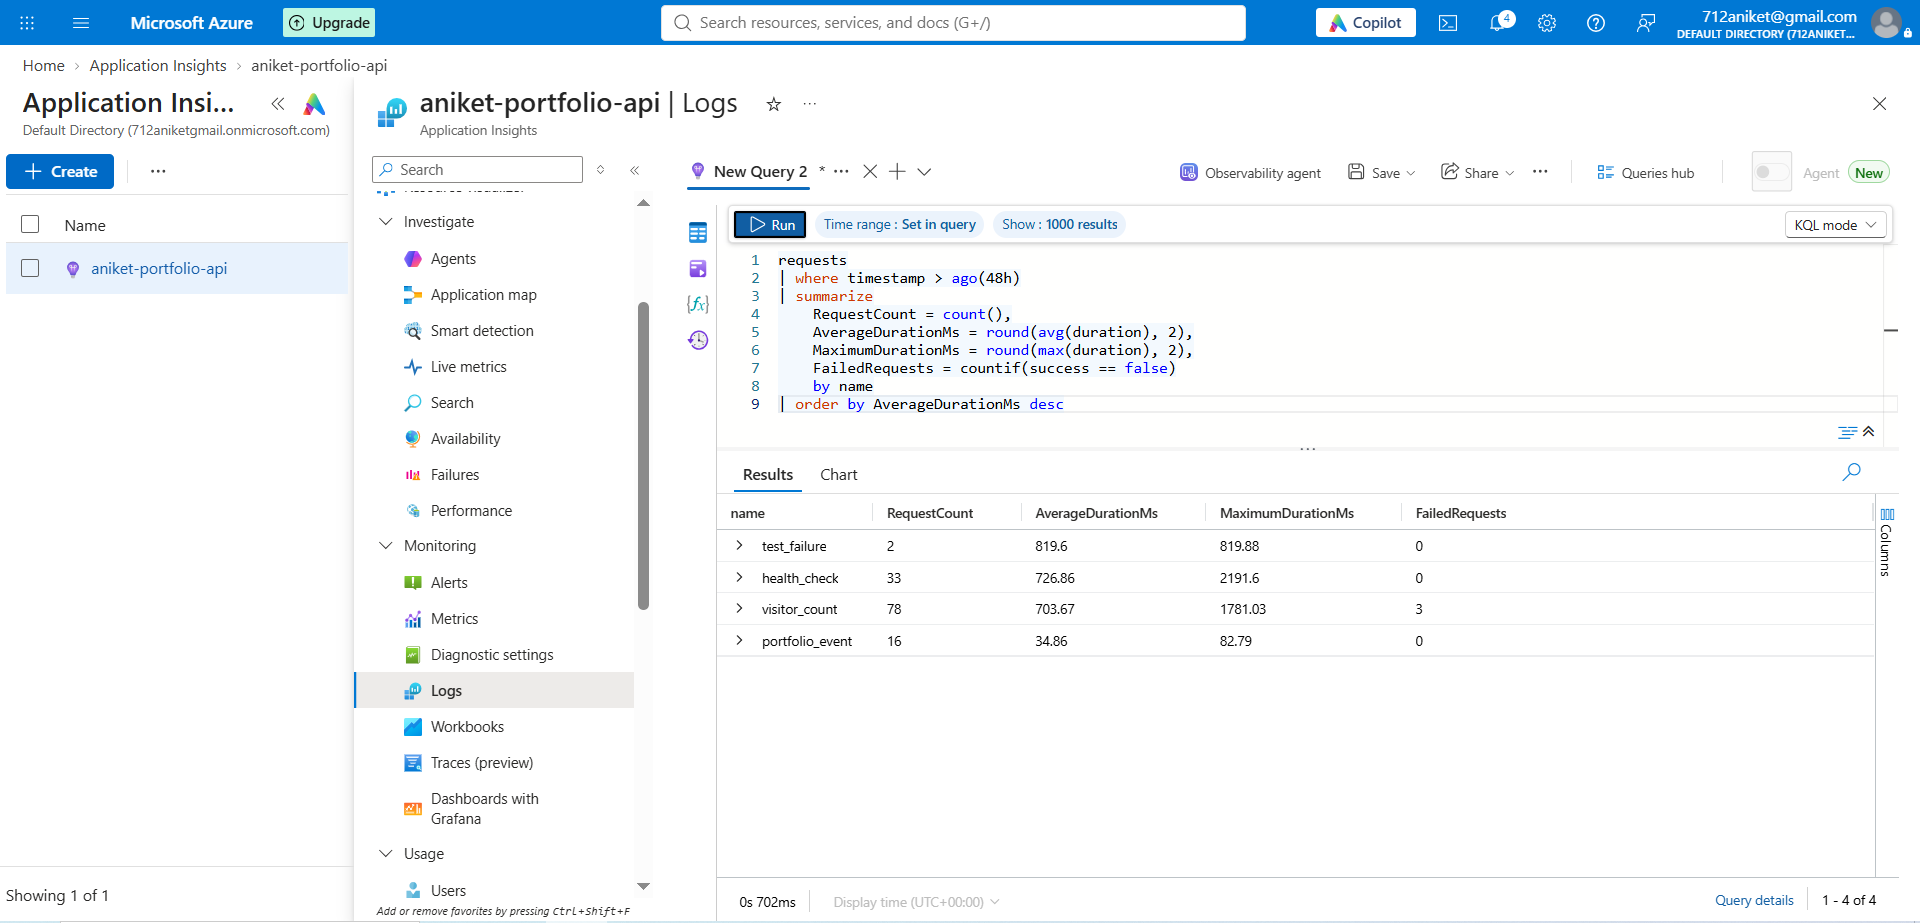 Microsoft Azure
Upgrade
Search resources, services, and docs (G+/)
Copilot
4
712aniket@gmail.com
DEFAULT DIRECTORY (712ANIKET...
Home > Application Insights > aniket-portfolio-api
Application Insi...
Default Directory (712aniketgmail.onmicrosoft.com)
Create
Name
aniket-portfolio-api
Showing 1 of 1
aniket-portfolio-api | Logs
Application Insights
Search
Investigate
Agents
Application map
Smart detection
Live metrics
Search
Availability
Failures
Performance
Monitoring
Alerts
Metrics
Diagnostic settings
Logs
Workbooks
Traces (preview)
Dashboards with
Grafana
Usage
Users
Add or remove favorites by pressing Ctrl+Shift+F
New Query 2 *
Observability agent
Save
Share
Queries hub
Agent
New
Run
Time range : Set in query
Show : 1000 results
KQL mode
1 requests
2 | where timestamp > ago(48h)
3 | summarize
4 RequestCount = count(),
5 AverageDurationMs = round(avg(duration), 2),
6 MaximumDurationMs = round(max(duration), 2),
7 FailedRequests = countif(success == false)
8 by name
9 | order by AverageDurationMs desc
Results
Chart
name RequestCount AverageDurationMs MaximumDurationMs FailedRequests
test_failure 2 819.6 819.88 0
health_check 33 726.86 2191.6 0
visitor_count 78 703.67 1781.03 3
portfolio_event 16 34.86 82.79 0
Columns
0s 702ms
Display time (UTC+00:00)
Query details
1 - 4 of 4